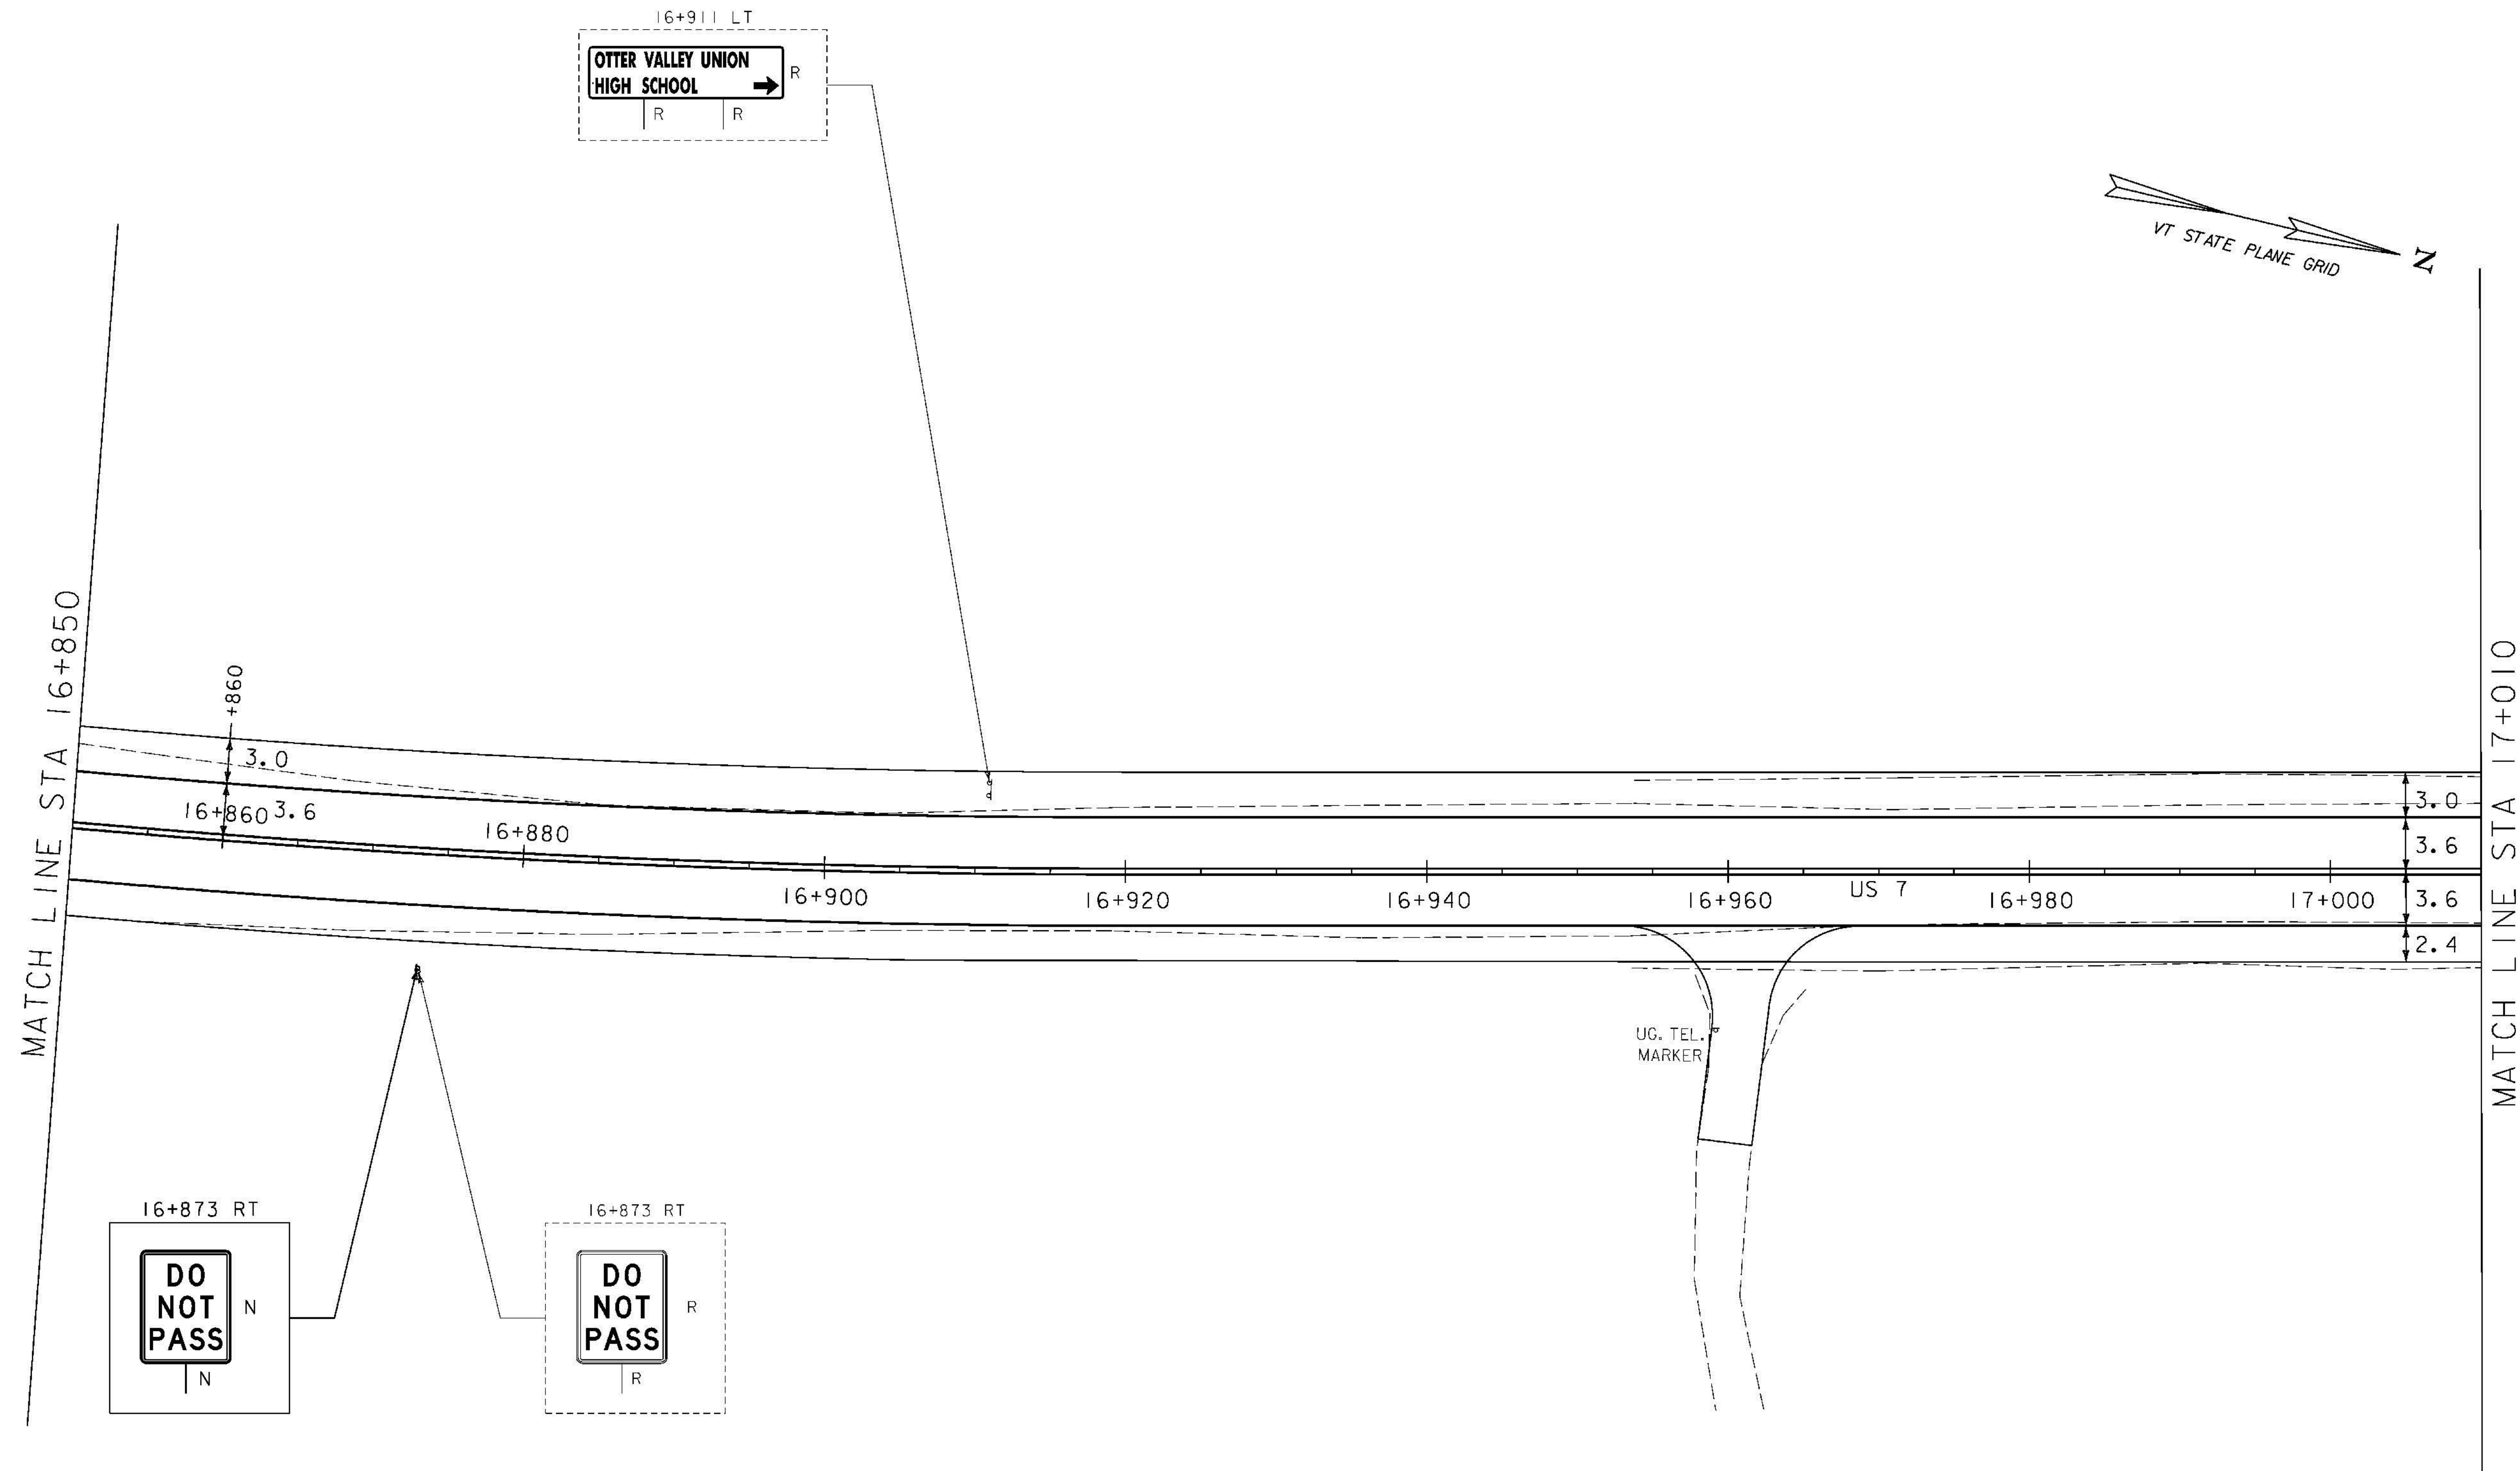 16+911 LT
OTTER VALLEY UNION
HIGH SCHOOL
R
R
R
VT STATE PLANE GRID
N
MATCH LINE STA 16+850
+860
3.0
16+860
3.6
16+880
16+900
16+920
16+940
16+960
US 7
16+980
17+000
3.0
3.6
3.6
2.4
MATCH LINE STA 17+010
UG. TEL.
MARKER
16+873 RT
DO
NOT
PASS
N
N
16+873 RT
DO
NOT
PASS
R
R